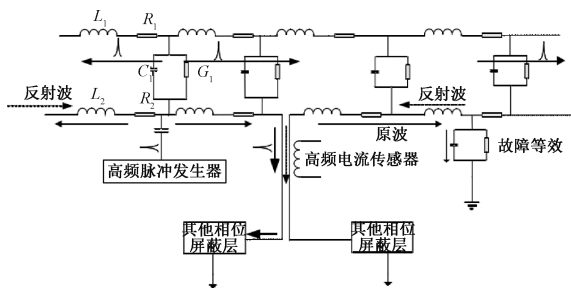 L₁ R₁
C₁ G₁
反射波 L₂ R₂ 反射波
原波
高频脉冲发生器
高频电流传感器
故障等效
其他相位
屏蔽层
其他相位
屏蔽层